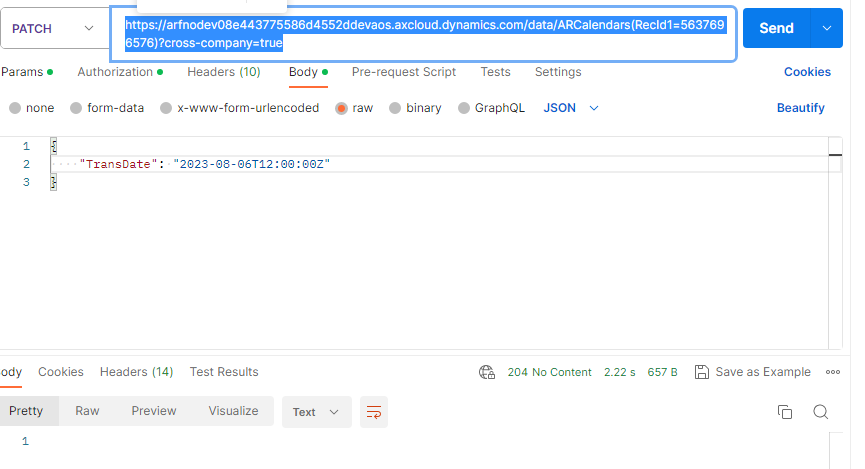 PATCH
https://arfnodev08e443775586d4552ddevaos.axcloud.dynamics.com/data/ARCalendars(RecId1=563769
6576)?cross-company=true
Send
Params
Authorization
Headers (10)
Body
Pre-request Script
Tests
Settings
Cookies
none
form-data
x-www-form-urlencoded
raw
binary
GraphQL
JSON
Beautify
1 {
2 "TransDate": "2023-08-06T12:00:00Z"
3 }
ody
Cookies
Headers (14)
Test Results
204 No Content
2.22 s
657 B
Save as Example
Pretty
Raw
Preview
Visualize
Text
1